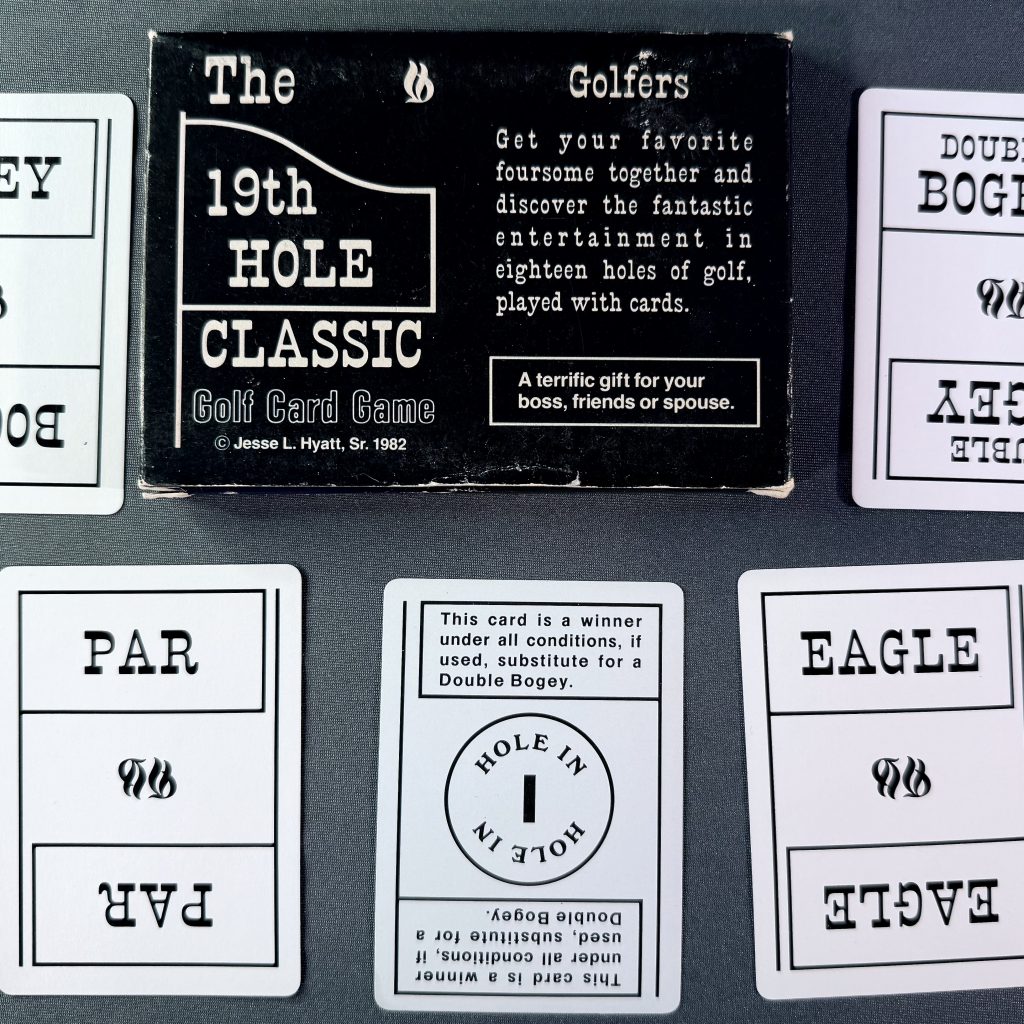 The
19th
HOLE
CLASSIC
Golf Card Game
© Jesse L. Hyatt, Sr. 1982
Golfers
Get your favorite
foursome together and
discover the fantastic
entertainment in
eighteen holes of golf,
played with cards.
A terrific gift for your
boss, friends or spouse.
EY
BOG
DOUB
BOGE
GEY
UBLE
PAR
PAR
This card is a winner
under all conditions, if
used, substitute for a
Double Bogey.
HOLE IN
1
HOLE IN
This card is a winner
under all conditions, if
used, substitute for a
Double Bogey.
EAGLE
EAGLE